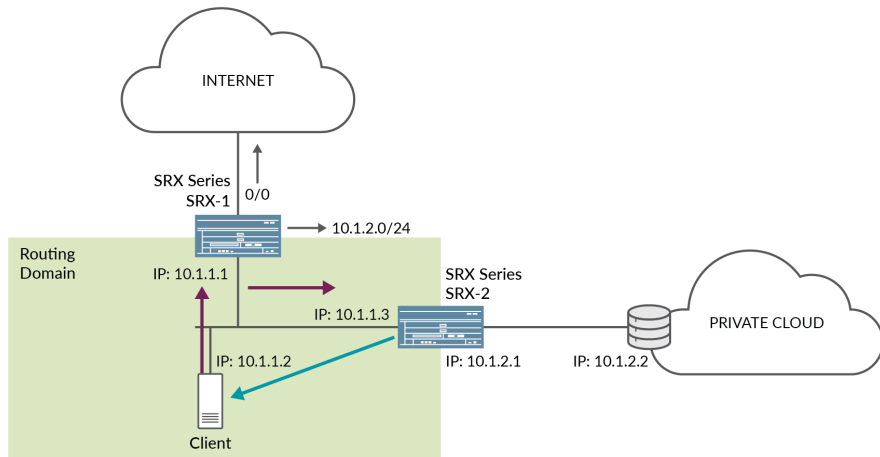 INTERNET
SRX Series
SRX-1
0/0
10.1.2.0/24
Routing
Domain
IP: 10.1.1.1
SRX Series
SRX-2
IP: 10.1.1.3
PRIVATE CLOUD
IP: 10.1.1.2
IP: 10.1.2.1
IP: 10.1.2.2
Client